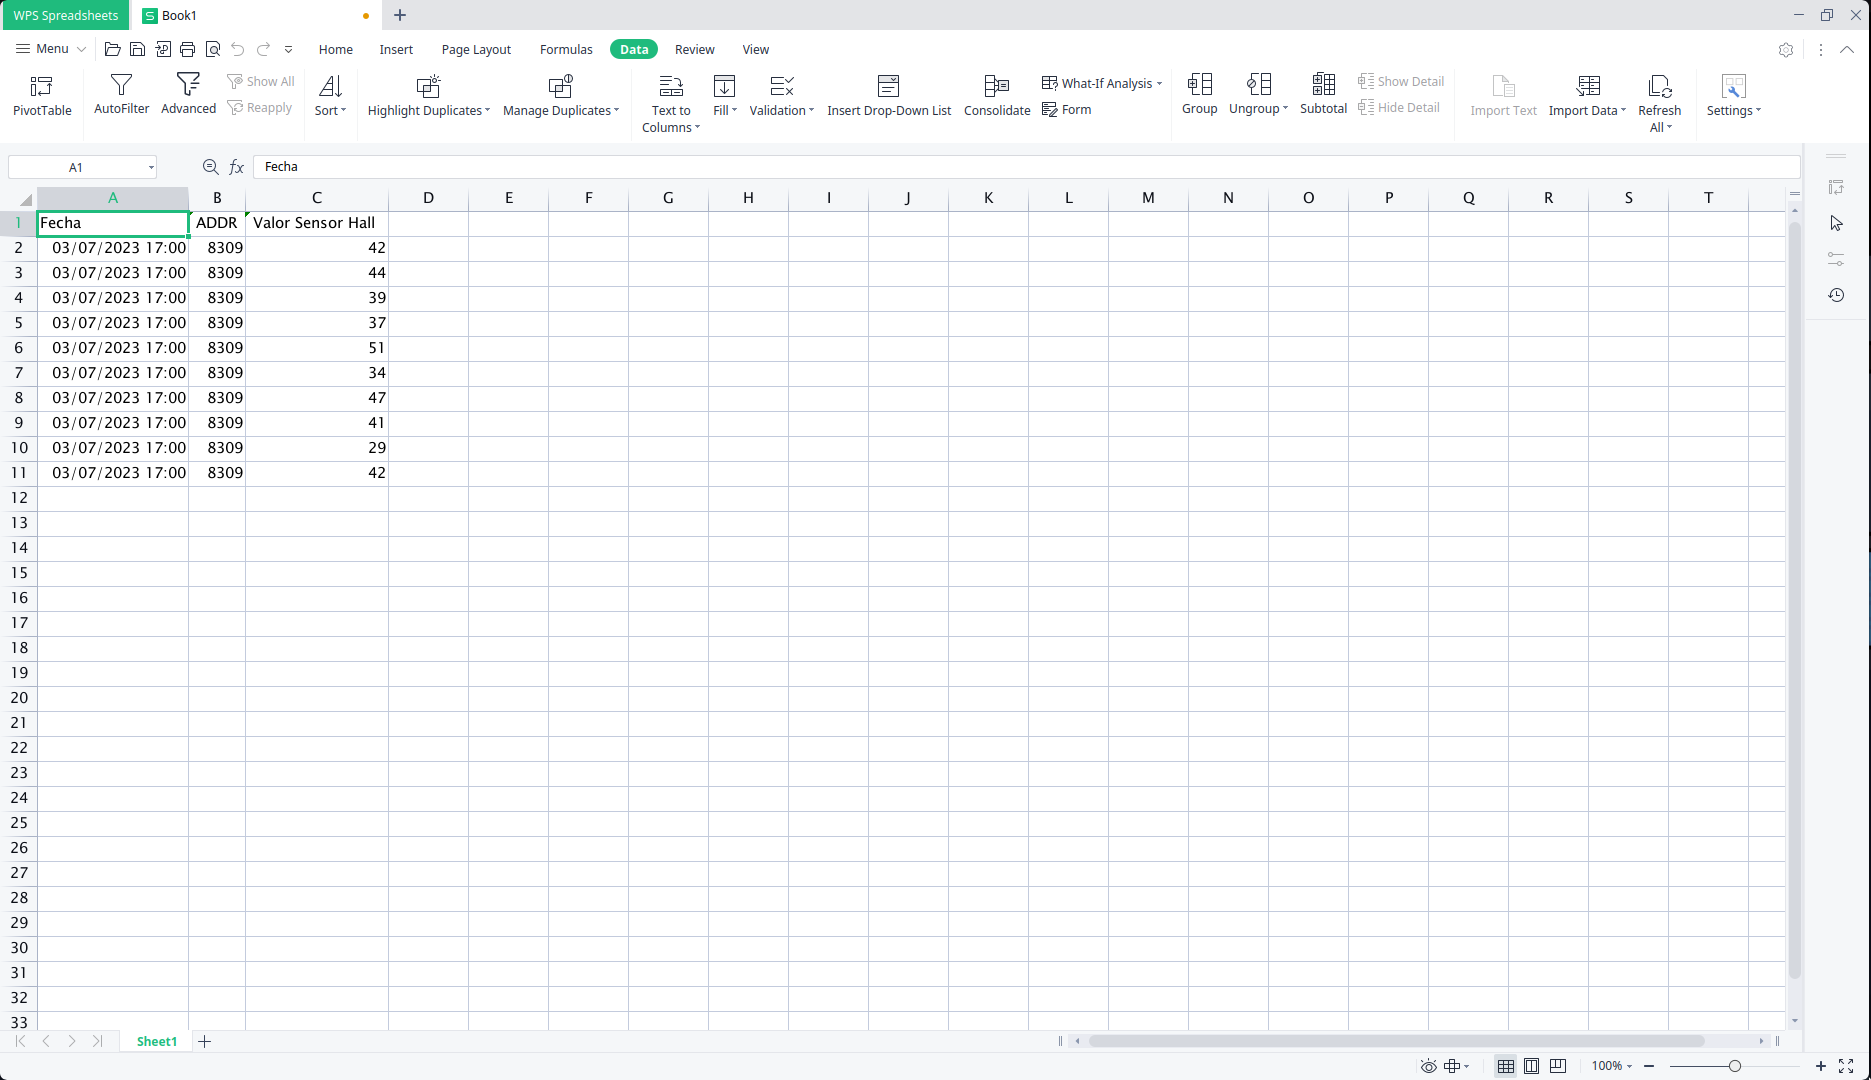 WPS Spreadsheets Book1
Menu Home Insert Page Layout Formulas Data Review View
PivotTable AutoFilter Advanced Show All Reapply Sort Highlight Duplicates Manage Duplicates Text to Columns Fill Validation Insert Drop-Down List Consolidate What-If Analysis Form Group Ungroup Subtotal Show Detail Hide Detail Import Text Import Data Refresh All Settings
A1 fx Fecha
A B C D E F G H I J K L M N O P Q R S T
1 Fecha ADDR Valor Sensor Hall
2 03/07/2023 17:00 8309 42
3 03/07/2023 17:00 8309 44
4 03/07/2023 17:00 8309 39
5 03/07/2023 17:00 8309 37
6 03/07/2023 17:00 8309 51
7 03/07/2023 17:00 8309 34
8 03/07/2023 17:00 8309 47
9 03/07/2023 17:00 8309 41
10 03/07/2023 17:00 8309 29
11 03/07/2023 17:00 8309 42
12
13
14
15
16
17
18
19
20
21
22
23
24
25
26
27
28
29
30
31
32
33
Sheet1
100%